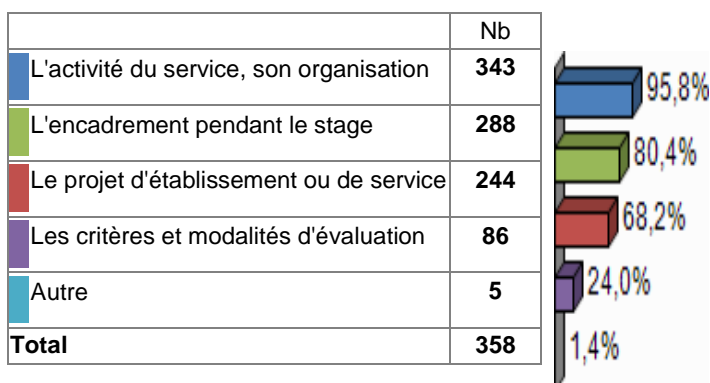 Nb
L'activité du service, son organisation 343 95,8%
L'encadrement pendant le stage 288 80,4%
Le projet d'établissement ou de service 244 68,2%
Les critères et modalités d'évaluation 86 24,0%
Autre 5 1,4%
Total 358